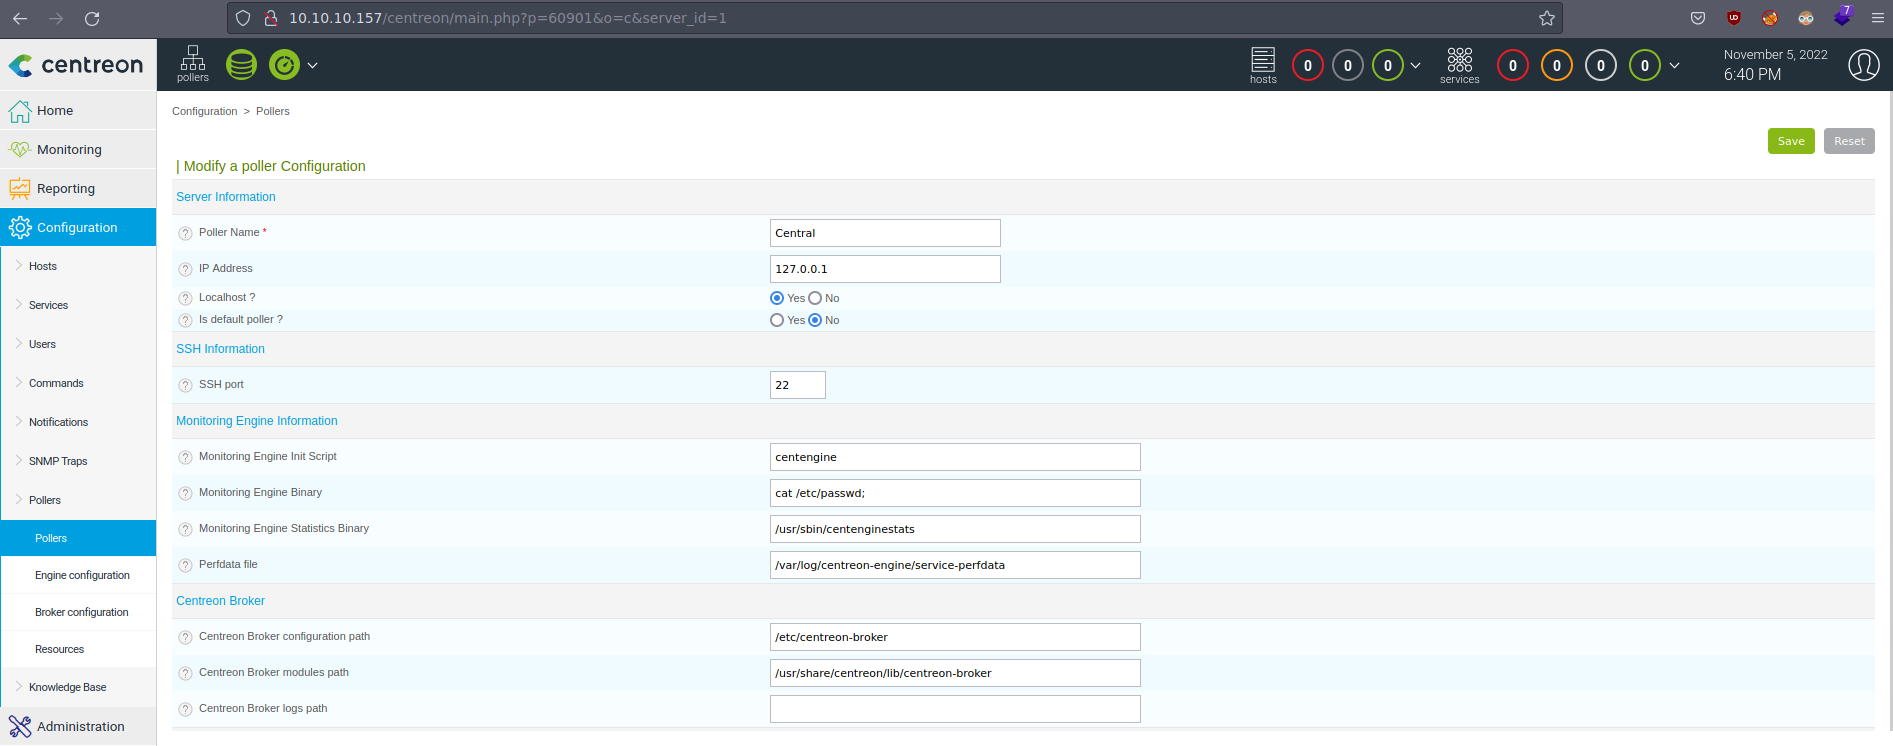 10.10.10.157/centreon/main.php?p=60901&o=c&server_id=1
7
centreon
pollers
hosts
0
0
0
services
0
0
0
0
November 5, 2022
6:40 PM
Home
Monitoring
Reporting
Configuration
Hosts
Services
Users
Commands
Notifications
SNMP Traps
Pollers
Pollers
Engine configuration
Broker configuration
Resources
Knowledge Base
Administration
Configuration > Pollers
Save
Reset
| Modify a poller Configuration
Server Information
? Poller Name * Central
? IP Address 127.0.0.1
? Localhost ? Yes No
? Is default poller ? Yes No
SSH Information
? SSH port 22
Monitoring Engine Information
? Monitoring Engine Init Script centengine
? Monitoring Engine Binary cat /etc/passwd;
? Monitoring Engine Statistics Binary /usr/sbin/centenginestats
? Perfdata file /var/log/centreon-engine/service-perfdata
Centreon Broker
? Centreon Broker configuration path /etc/centreon-broker
? Centreon Broker modules path /usr/share/centreon/lib/centreon-broker
? Centreon Broker logs path